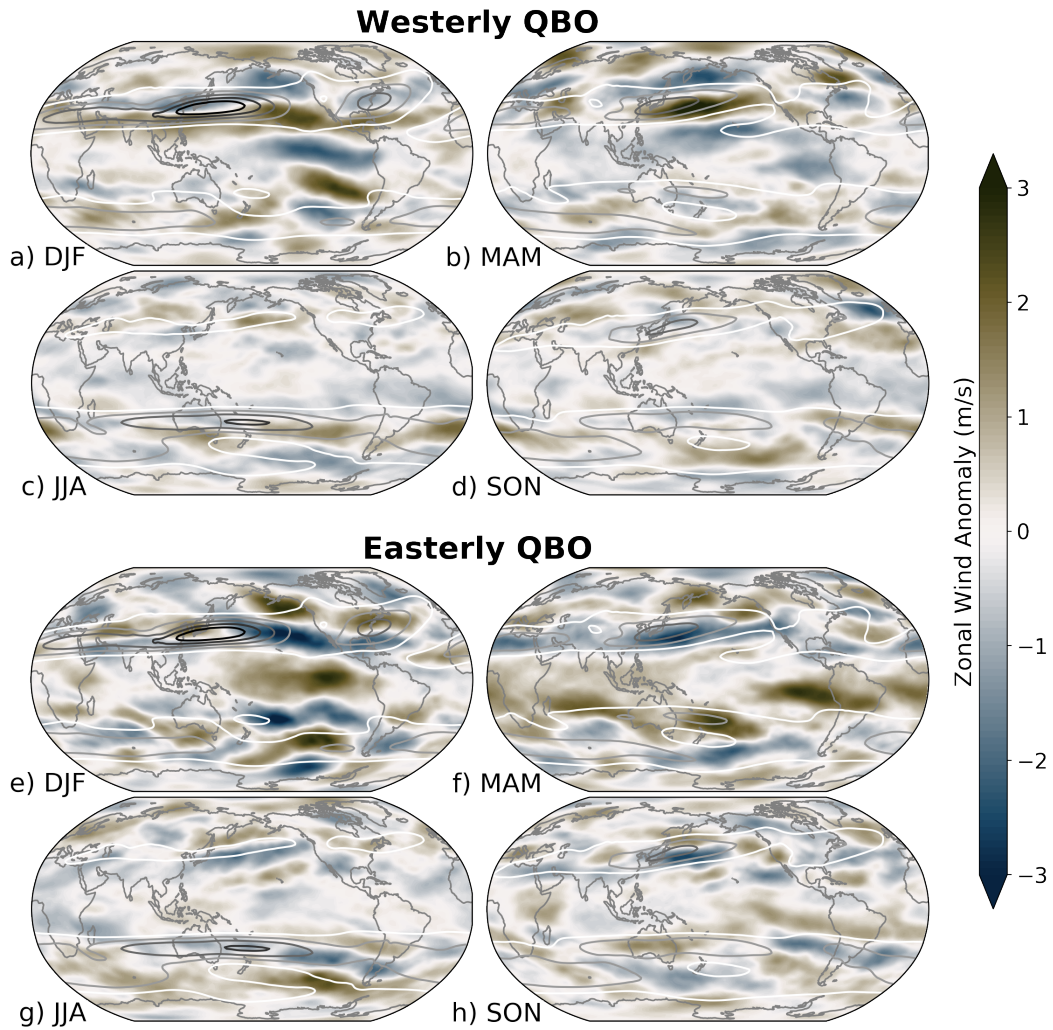 Westerly QBO
a) DJF
b) MAM
c) JJA
d) SON
Easterly QBO
e) DJF
f) MAM
g) JJA
h) SON
3
2
1
0
−1
−2
−3
Zonal Wind Anomaly (m/s)